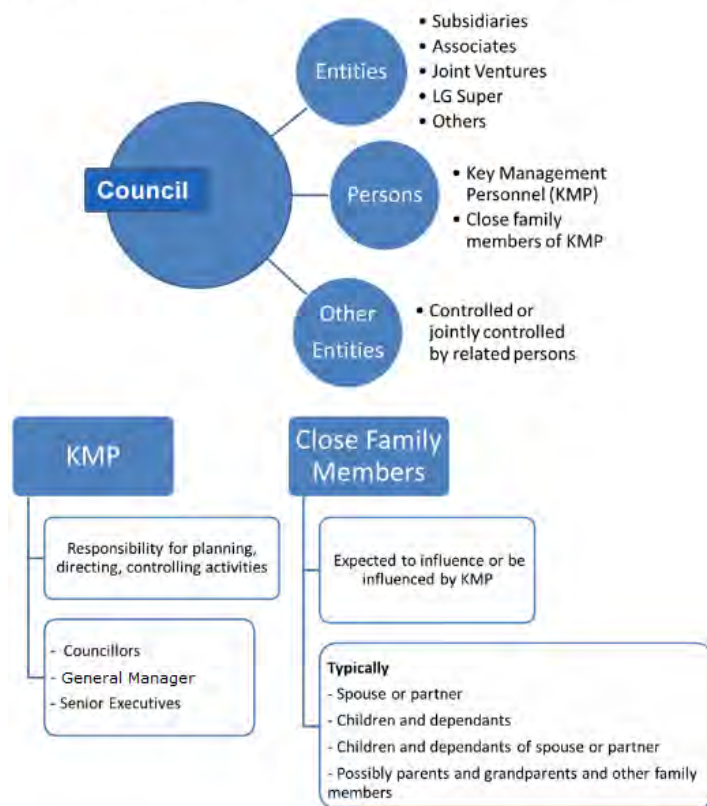 Entities
• Subsidiaries
• Associates
• Joint Ventures
• LG Super
• Others
Council
Persons
• Key Management
Personnel (KMP)
• Close family
members of KMP
Other
Entities
• Controlled or
jointly controlled
by related persons
KMP
Responsibility for planning,
directing, controlling activities
- Councillors
- General Manager
- Senior Executives
Close Family
Members
Expected to influence or be
influenced by KMP
Typically
- Spouse or partner
- Children and dependants
- Children and dependants of spouse or partner
- Possibly parents and grandparents and other family
members